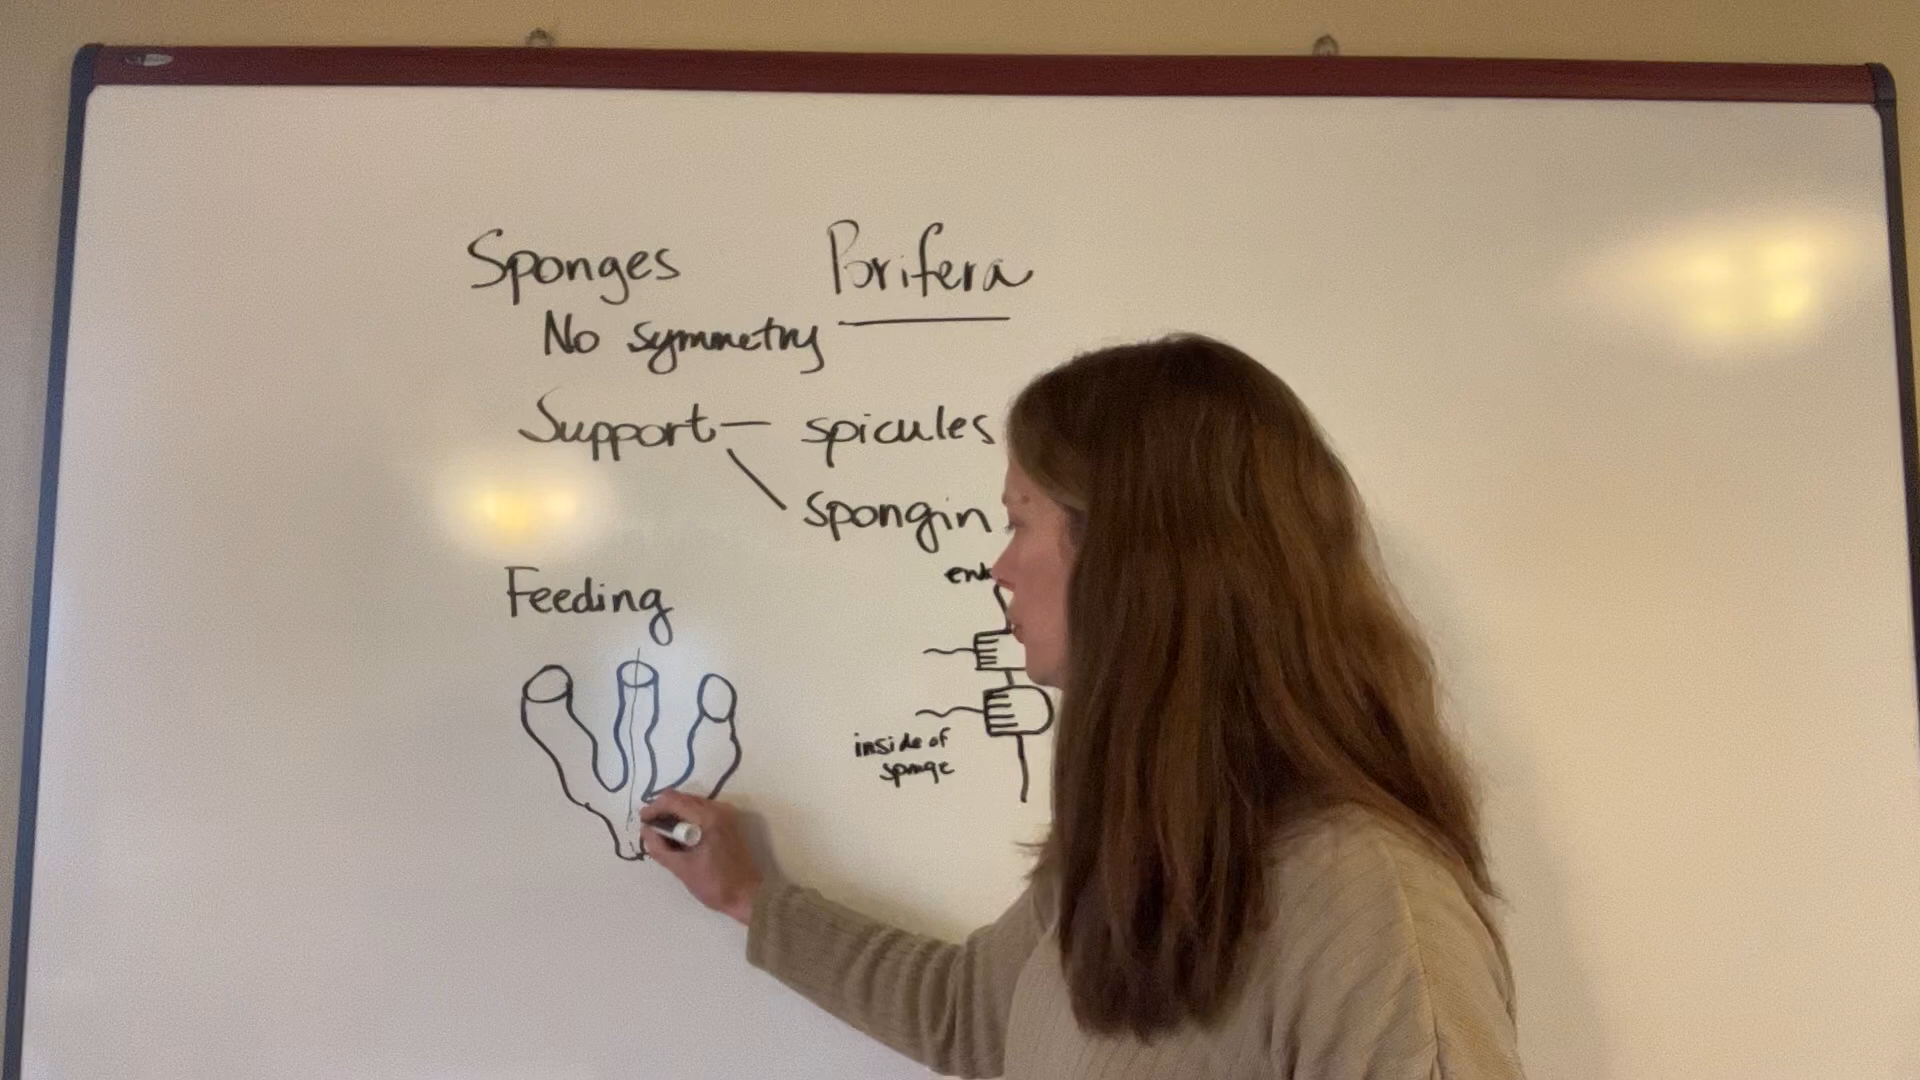 Sponges Porifera
No symmetry
Support — spicules
spongin
Feeding
inside of
sponge